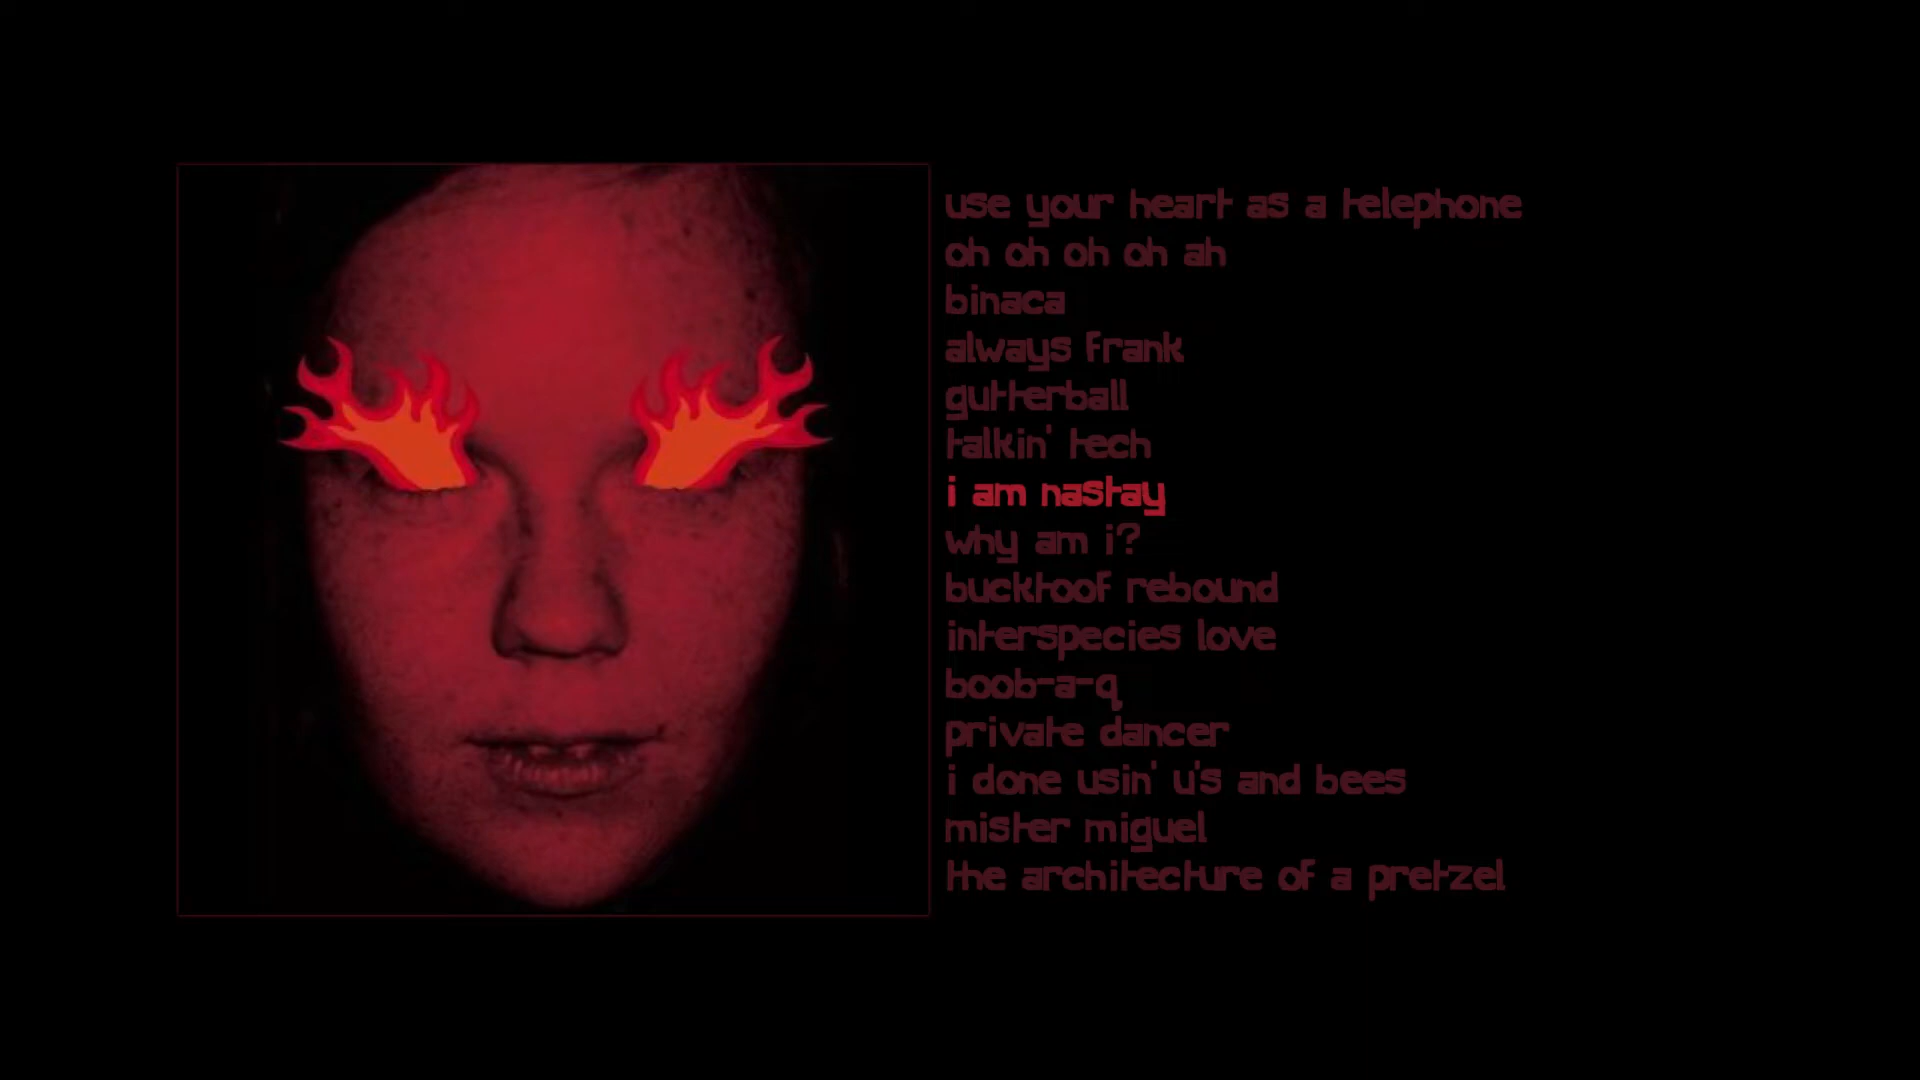 use your heart as a telephone
oh oh oh oh ah
binaca
always frank
gutterball
talkin' tech
i am nastay
why am i?
bucktoof rebound
interspecies love
boob-a-q
private dancer
i done usin' u's and bees
mister miguel
the architecture of a pretzel